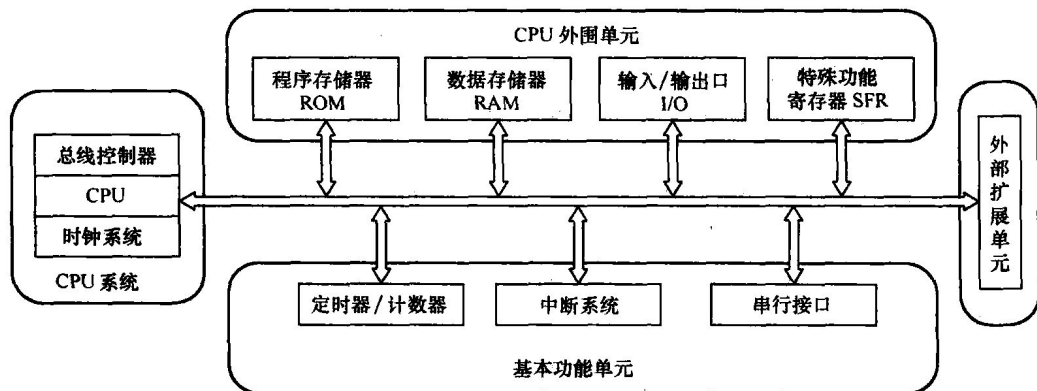 CPU 外围单元
程序存储器
ROM
数据存储器
RAM
输入/输出口
I/O
特殊功能
寄存器 SFR
总线控制器
CPU
时钟系统
CPU 系统
外部扩展单元
定时器/计数器
中断系统
串行接口
基本功能单元